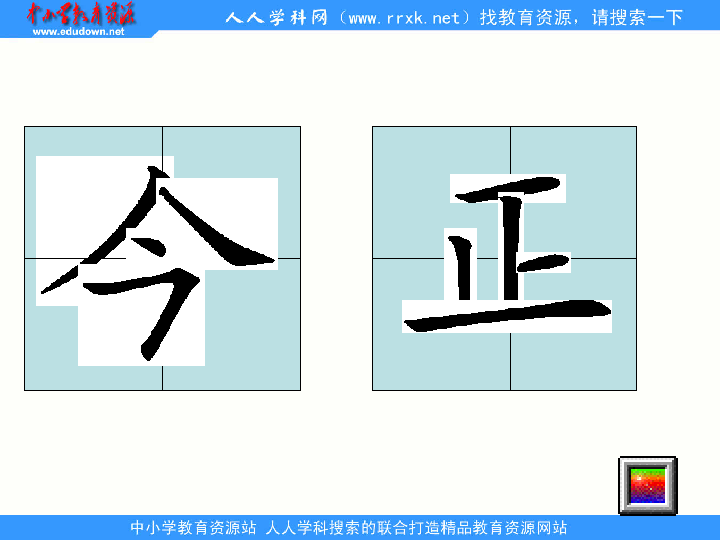 中小学教育资源
www.edudown.net
人人学科网（www.rrxk.net）找教育资源，请搜索一下
今 正
中小学教育资源站 人人学科搜索的联合打造精品教育资源网站